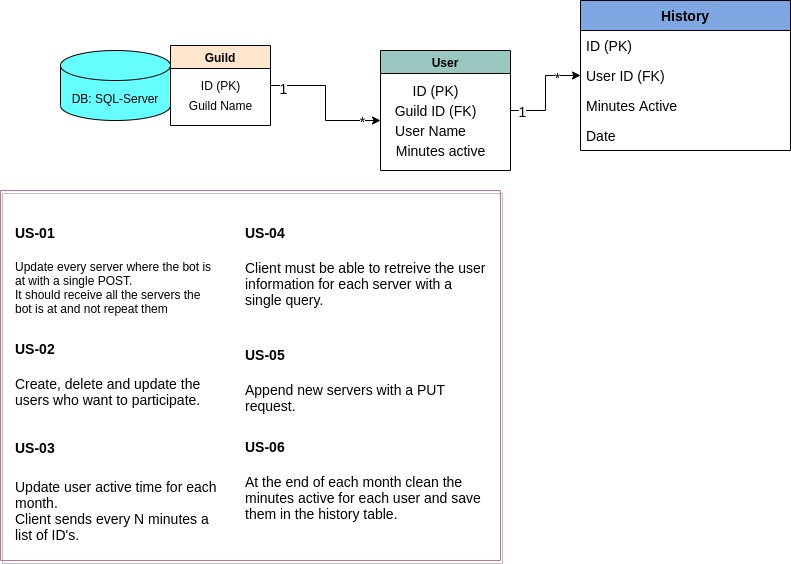 DB: SQL-Server
Guild
ID (PK)
Guild Name
1
*
User
ID (PK)
Guild ID (FK)
User Name
Minutes active
1
*
History
ID (PK)
User ID (FK)
Minutes Active
Date
US-01
Update every server where the bot is
at with a single POST.
It should receive all the servers the
bot is at and not repeat them
US-02
Create, delete and update the
users who want to participate.
US-03
Update user active time for each
month.
Client sends every N minutes a
list of ID's.
US-04
Client must be able to retreive the user
information for each server with a
single query.
US-05
Append new servers with a PUT
request.
US-06
At the end of each month clean the
minutes active for each user and save
them in the history table.